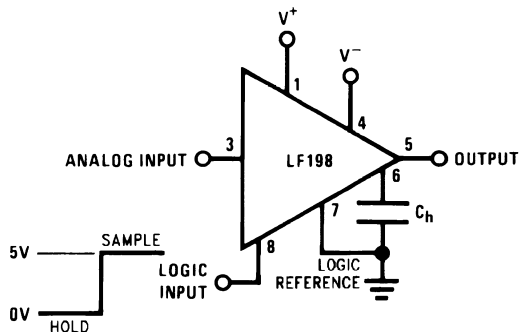 V+
V−
1
4
3
5
ANALOG INPUT
LF198
OUTPUT
6
7
Ch
8
5V
SAMPLE
LOGIC
INPUT
LOGIC
REFERENCE
0V
HOLD